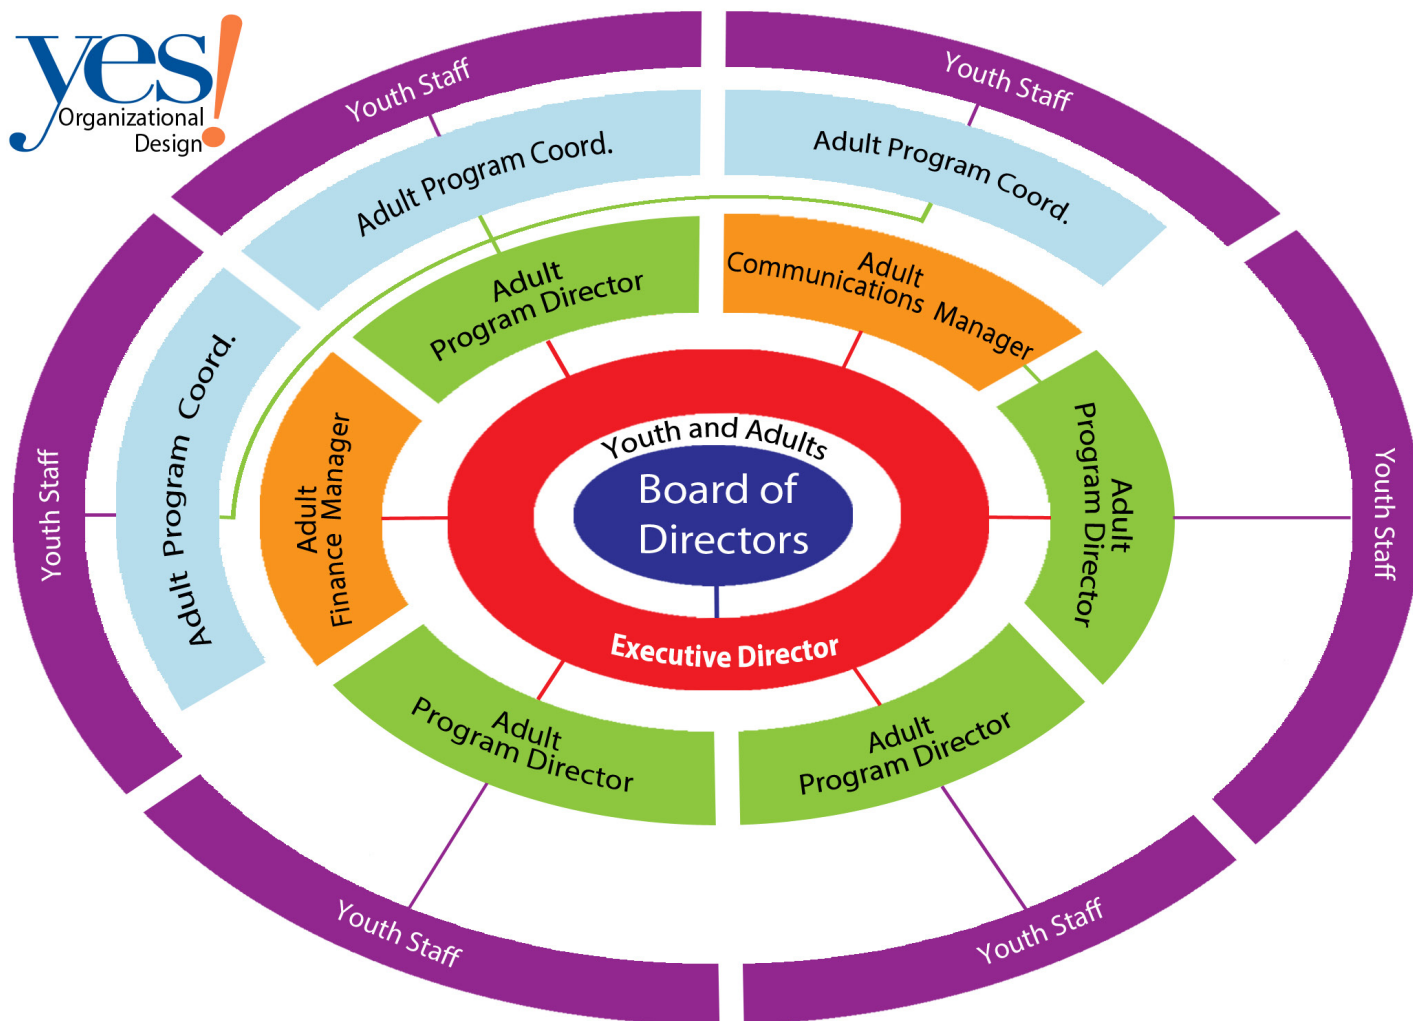 yes!
Organizational
Design
Youth Staff
Youth Staff
Adult Program Coord.
Adult Program Coord.
Adult
Program Director
Adult
Communications Manager
Adult Program Coord.
Youth Staff
Adult
Finance Manager
Youth and Adults
Board of
Directors
Executive Director
Adult
Program Director
Youth Staff
Adult
Program Director
Adult
Program Director
Youth Staff
Youth Staff